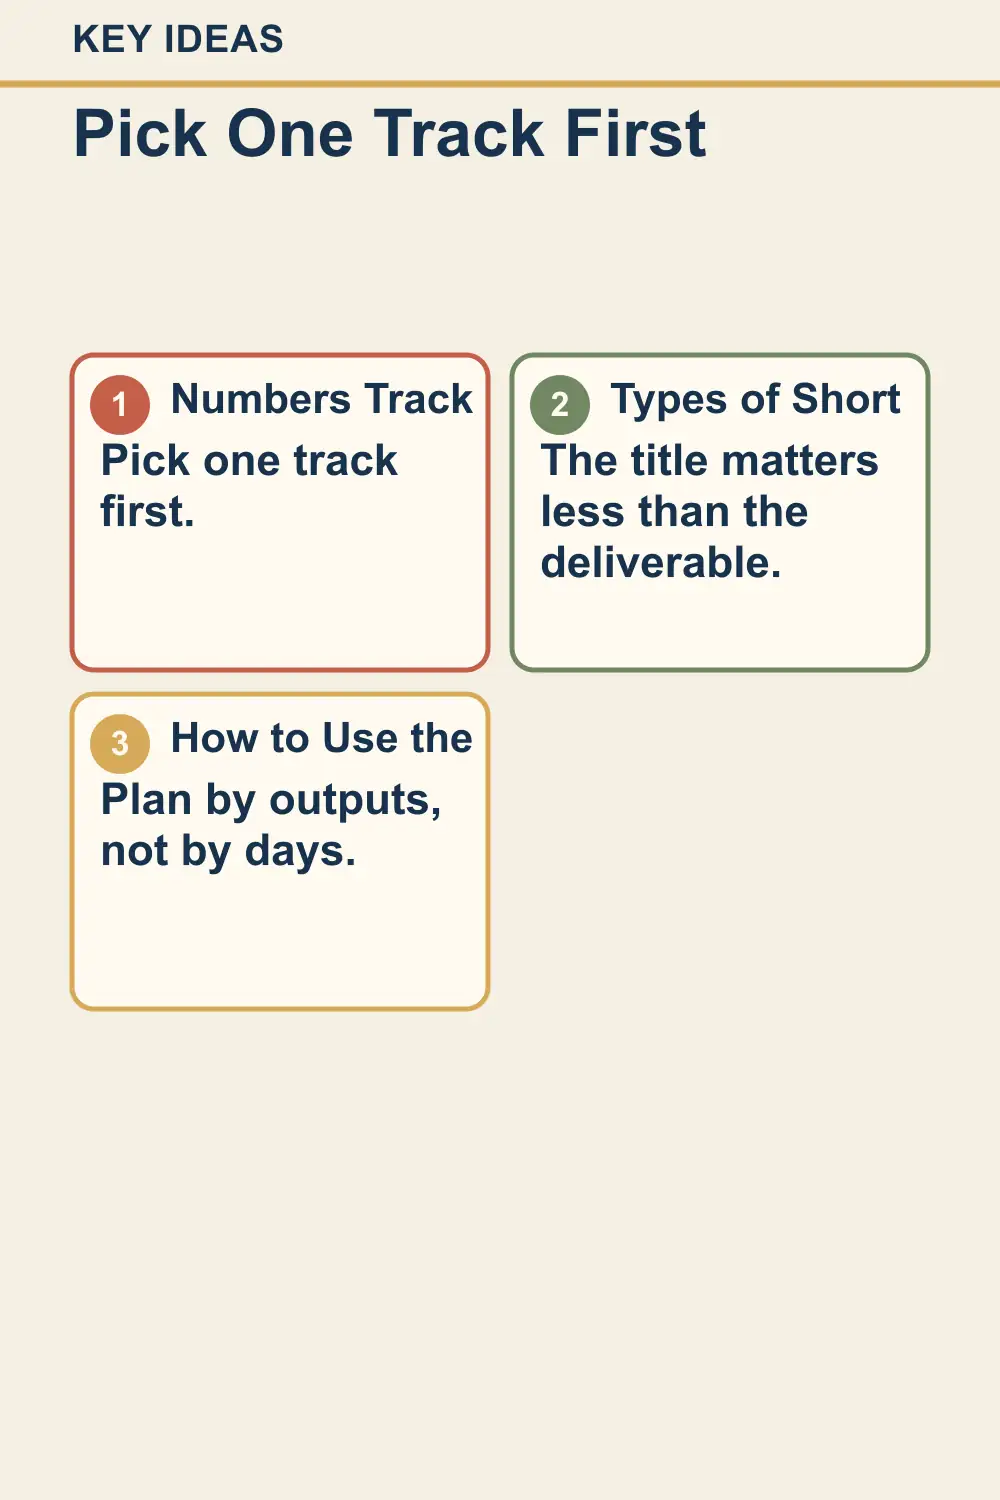 KEY IDEAS
Pick One Track First
1 Numbers Track
Pick one track
first.
2 Types of Short
The title matters
less than the
deliverable.
3 How to Use the
Plan by outputs,
not by days.